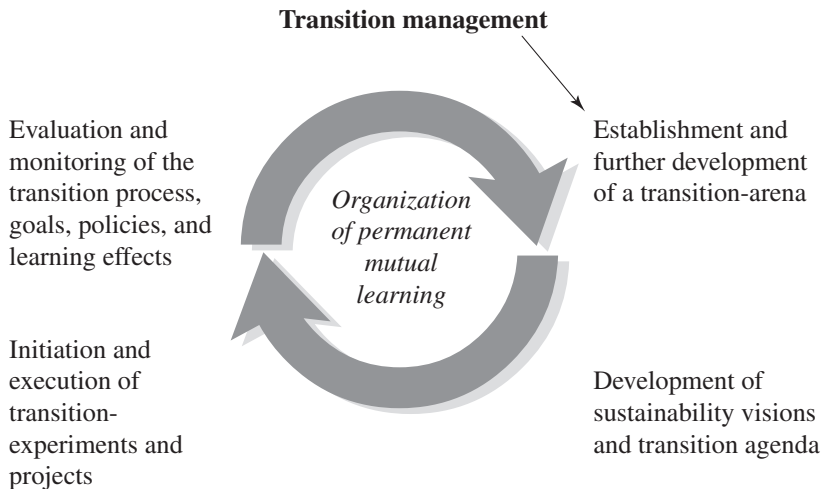 Transition management
Evaluation and
monitoring of the
transition process,
goals, policies, and
learning effects
Establishment and
further development
of a transition-arena
Organization
of permanent
mutual
learning
Initiation and
execution of
transition-
experiments and
projects
Development of
sustainability visions
and transition agenda